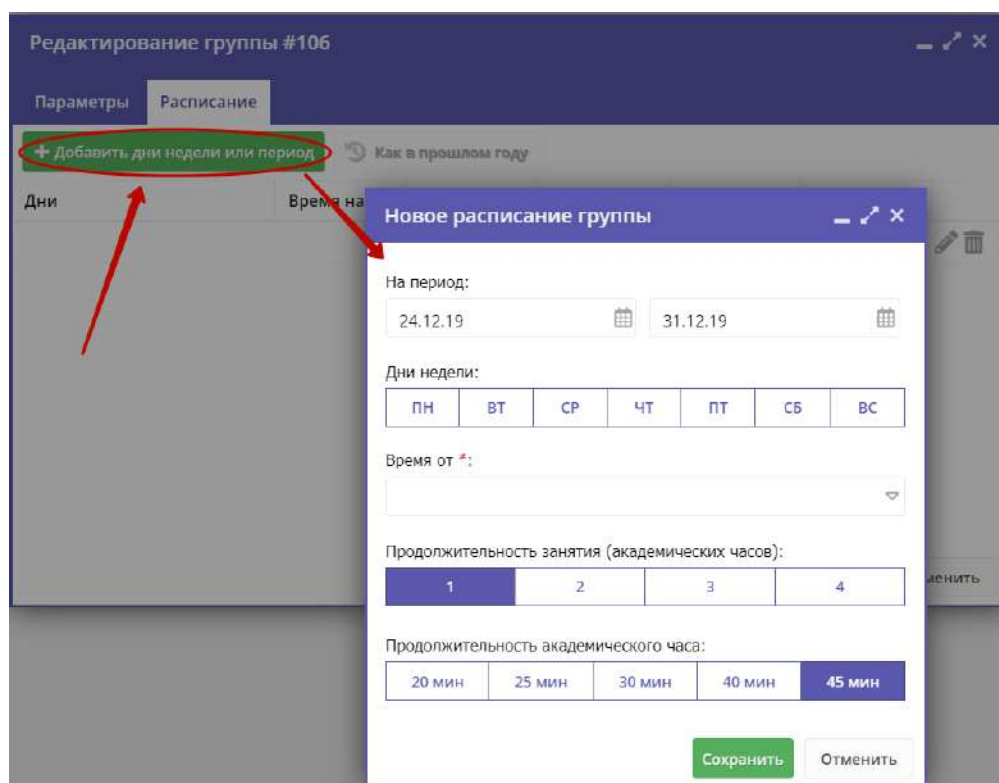 Редактирование группы #106
Параметры Расписание
+ Добавить дни недели или период Как в прошлом году
Дни Время на
Новое расписание группы
На период:
24.12.19 31.12.19
Дни недели:
ПН ВТ СР ЧТ ПТ СБ ВС
Время от *:
Продолжительность занятия (академических часов):
1 2 3 4
менить
Продолжительность академического часа:
20 мин 25 мин 30 мин 40 мин 45 мин
Сохранить Отменить